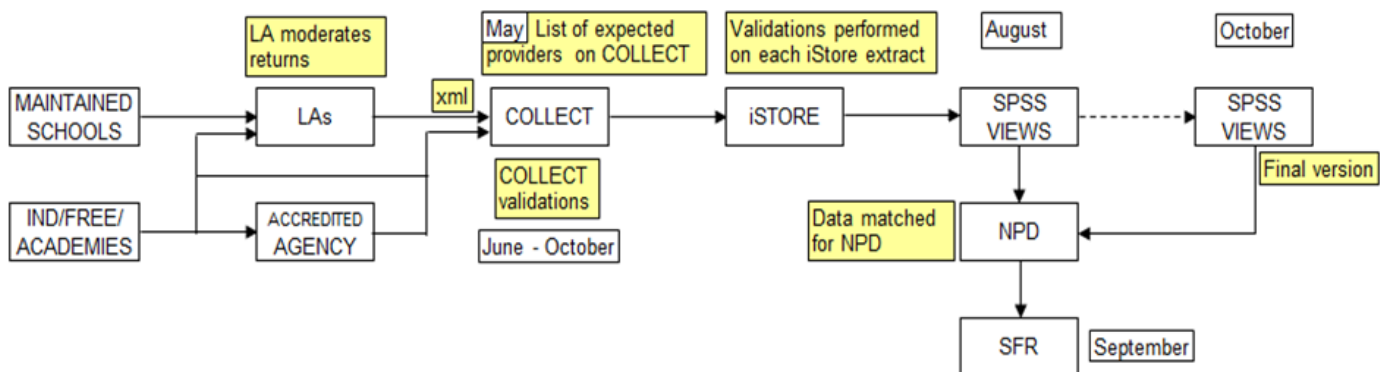 LA moderates
returns
May List of expected
providers on COLLECT
Validations performed
on each iStore extract
August
October
MAINTAINED
SCHOOLS
LAs
xml
COLLECT
iSTORE
SPSS
VIEWS
SPSS
VIEWS
Final version
COLLECT
validations
IND/FREE/
ACADEMIES
ACCREDITED
AGENCY
June - October
Data matched
for NPD
NPD
SFR
September